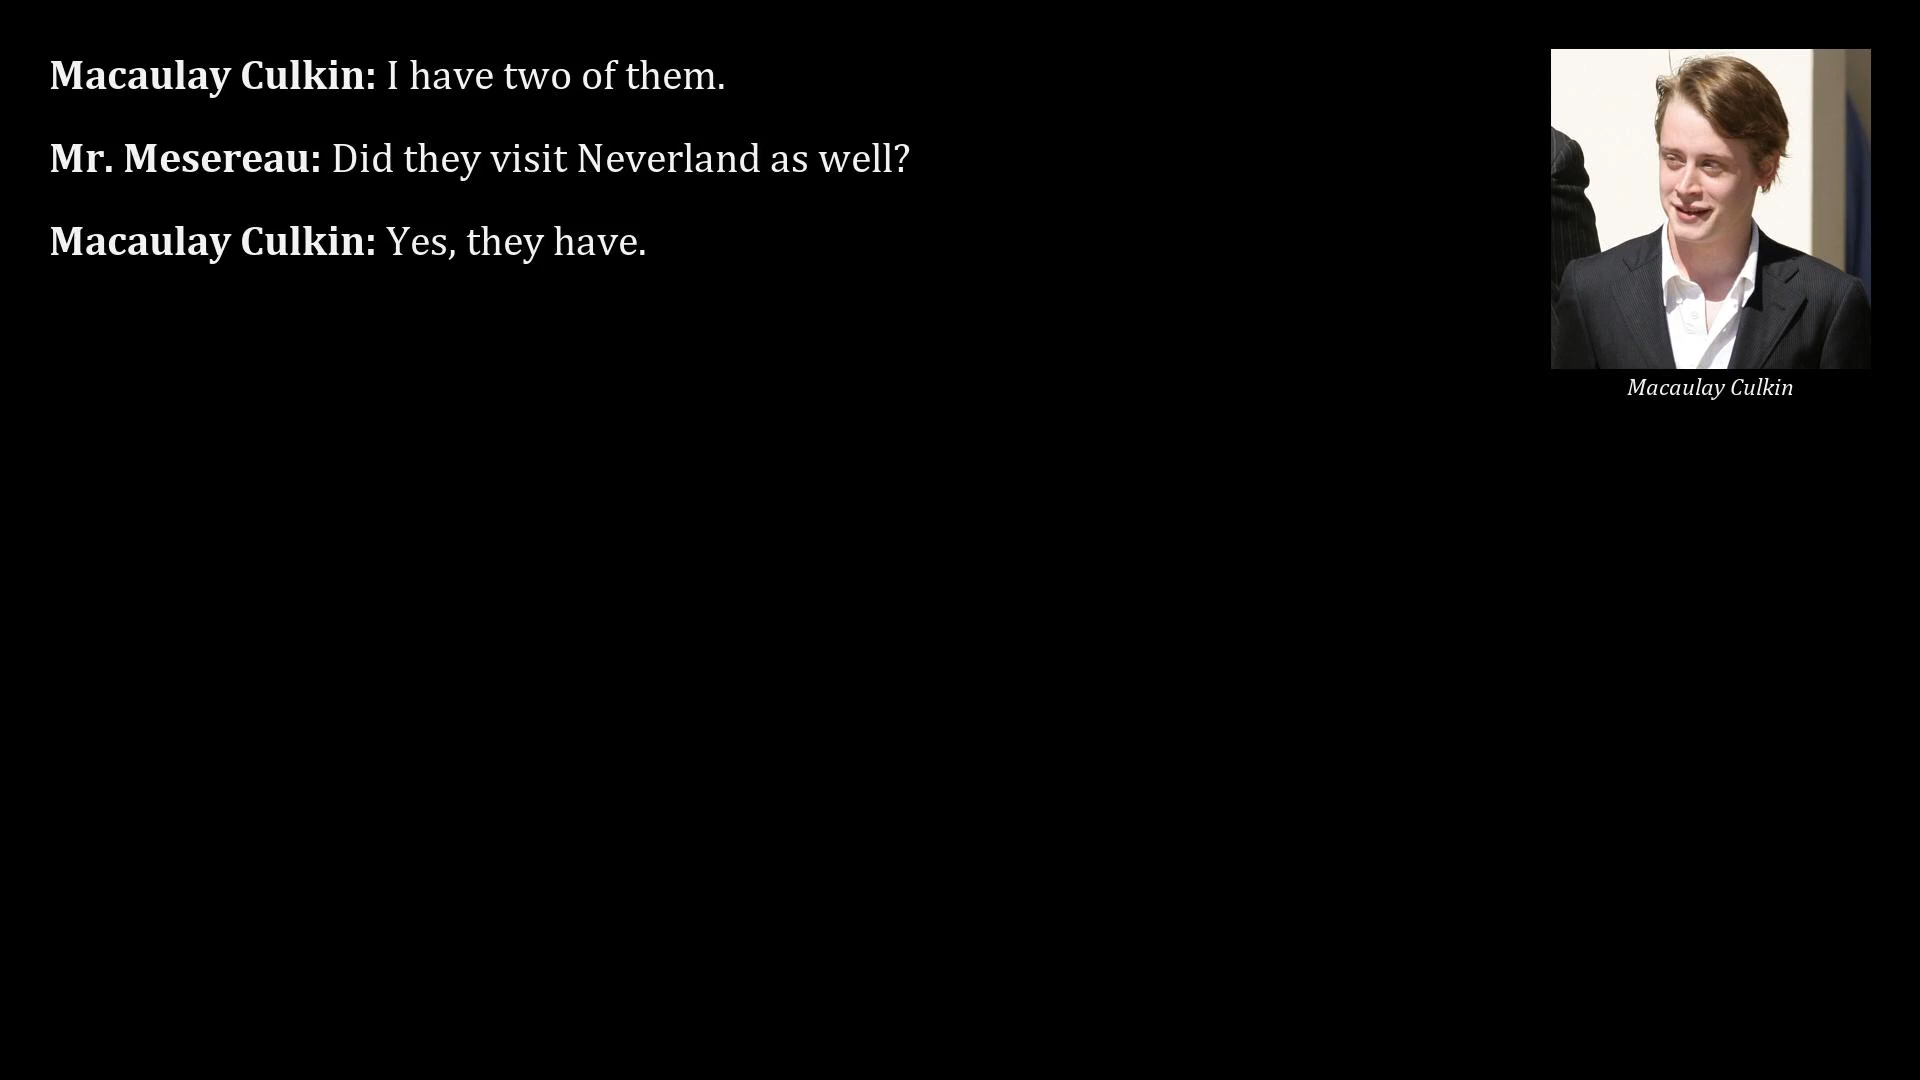 Macaulay Culkin: I have two of them.
Mr. Mesereau: Did they visit Neverland as well?
Macaulay Culkin: Yes, they have.
Macaulay Culkin